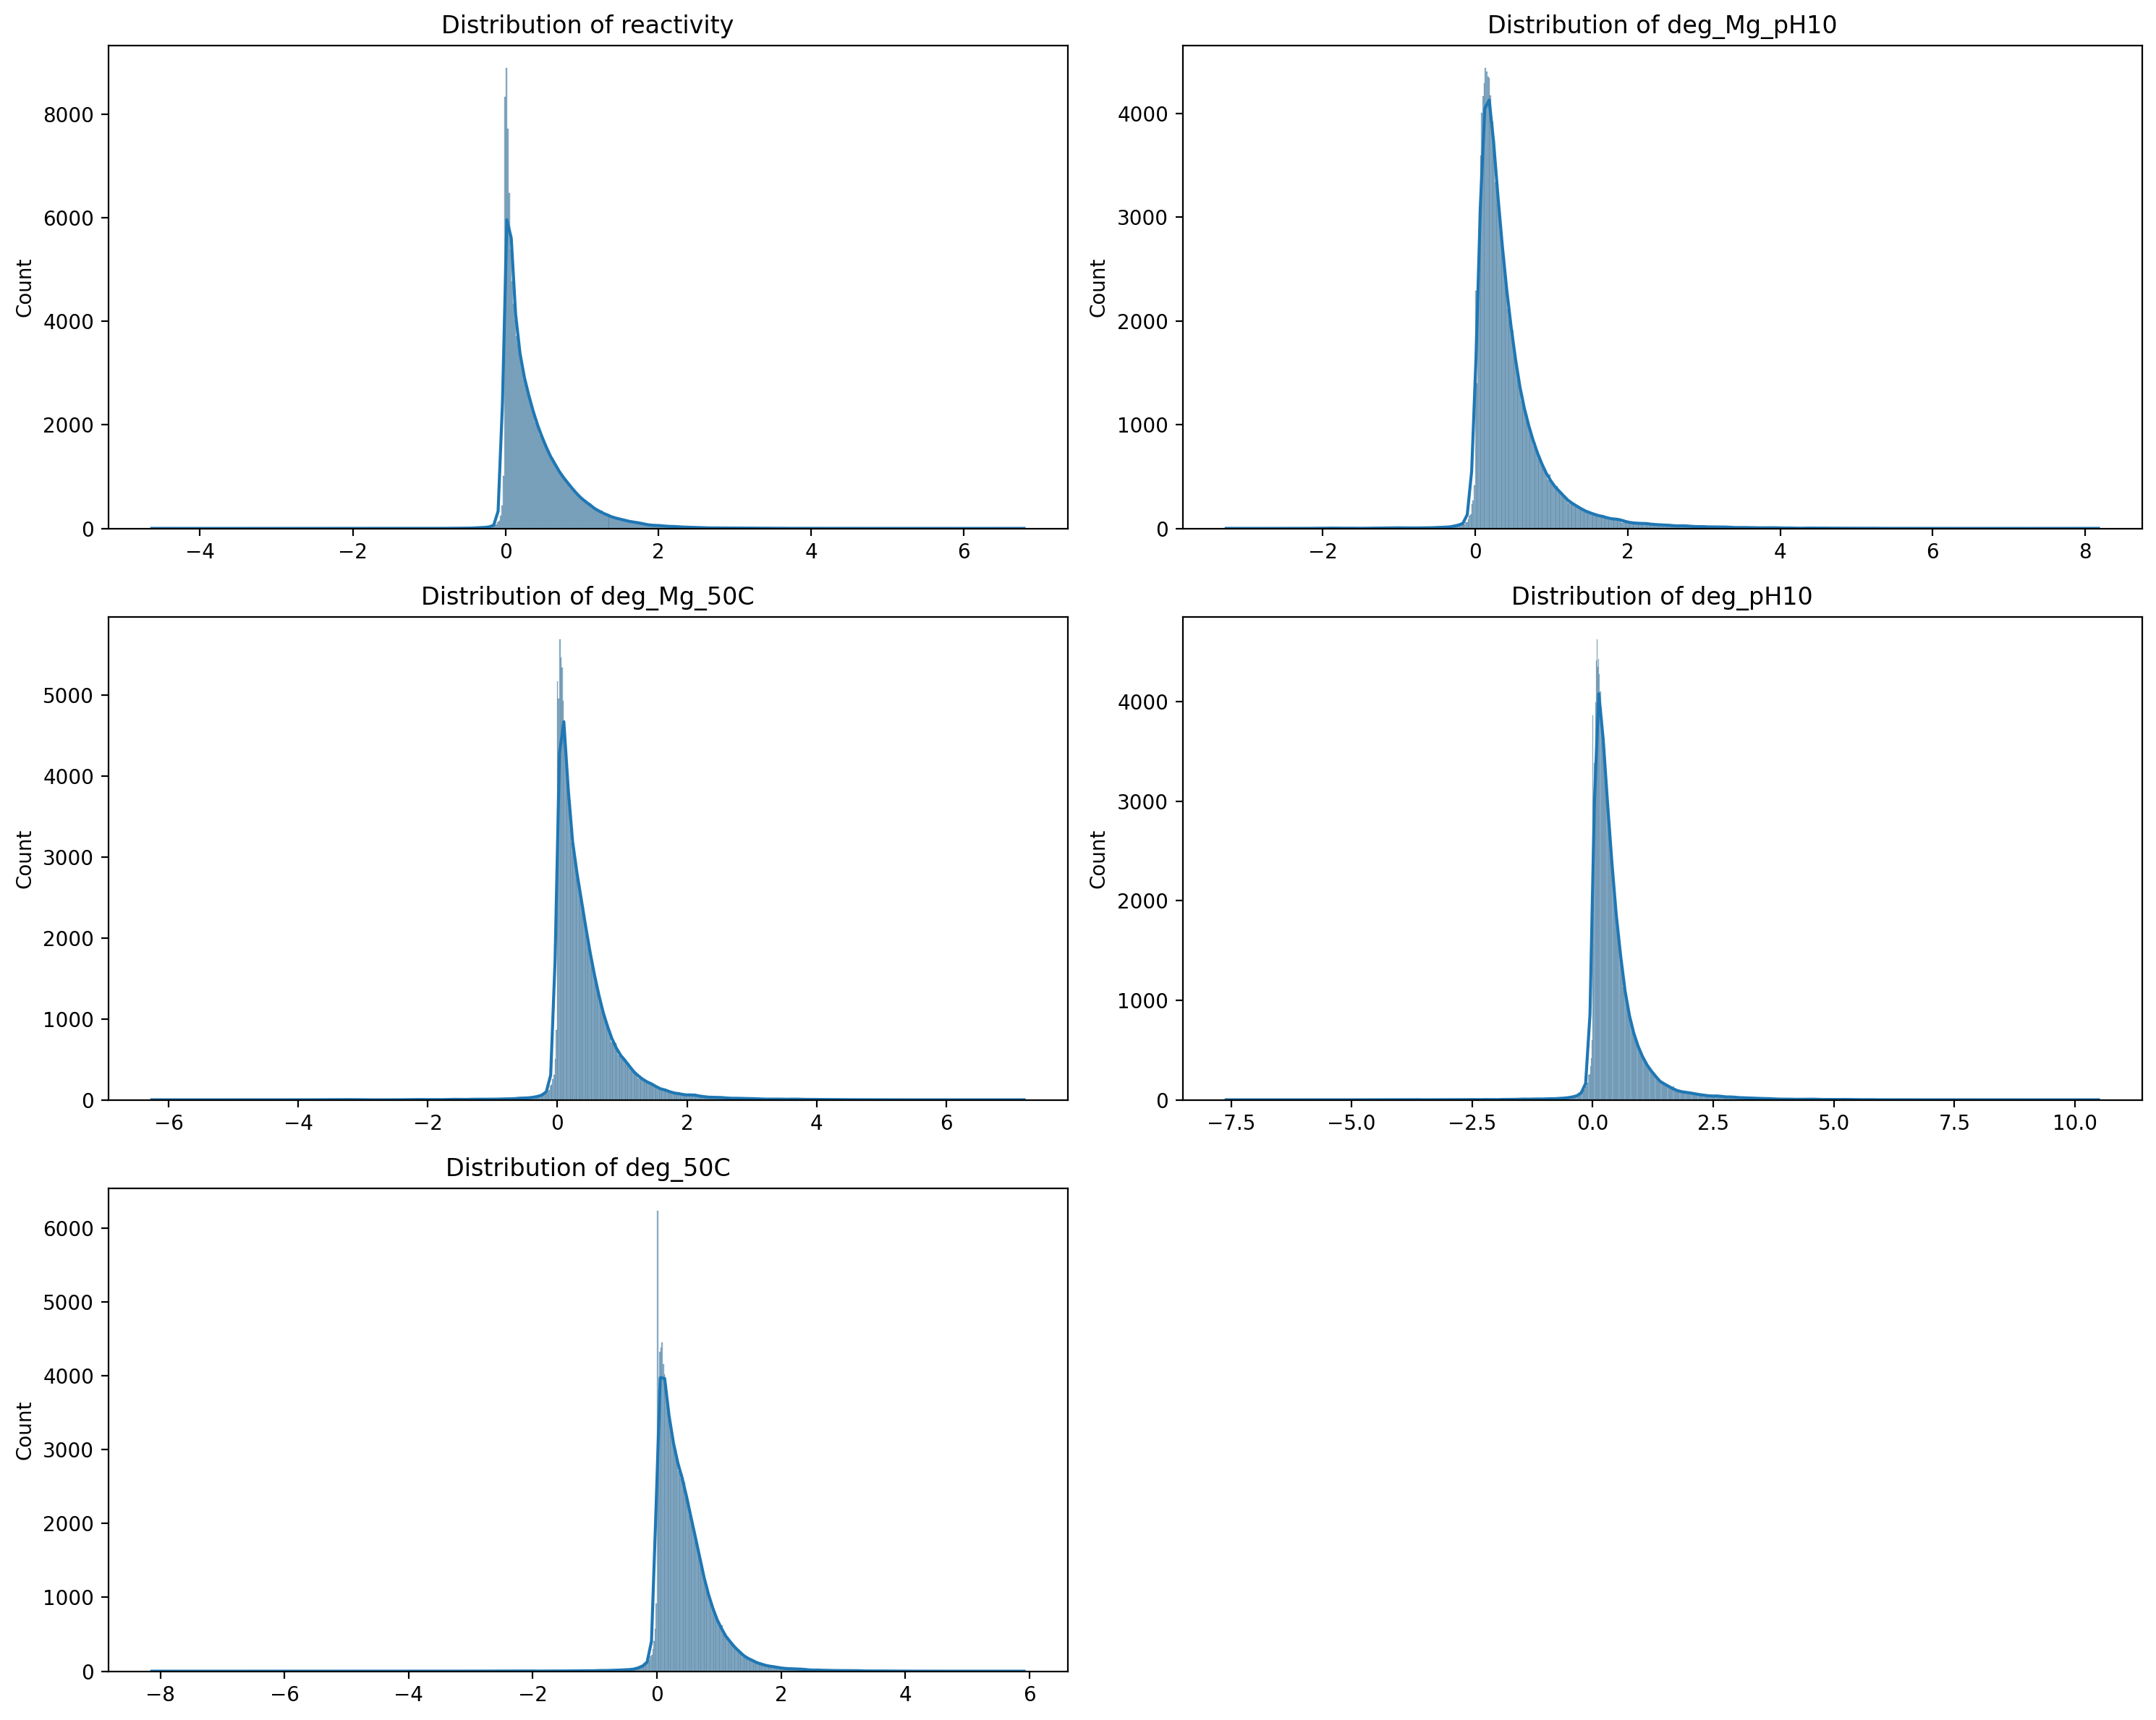 Distribution of reactivity
Count
8000
6000
4000
2000
0
−4 −2 0 2 4 6
Distribution of deg_Mg_pH10
Count
4000
3000
2000
1000
0
−2 0 2 4 6 8
Distribution of deg_Mg_50C
Count
5000
4000
3000
2000
1000
0
−6 −4 −2 0 2 4 6
Distribution of deg_pH10
Count
4000
3000
2000
1000
0
−7.5 −5.0 −2.5 0.0 2.5 5.0 7.5 10.0
Distribution of deg_50C
Count
6000
5000
4000
3000
2000
1000
0
−8 −6 −4 −2 0 2 4 6